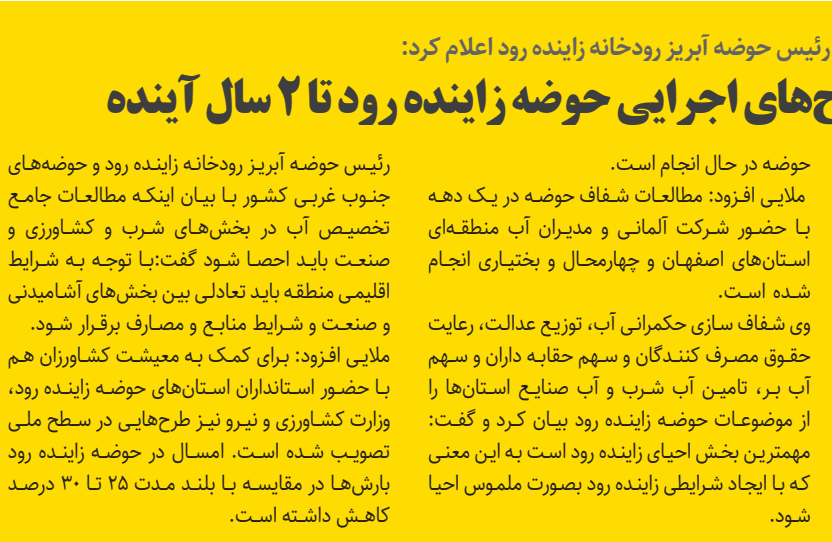 رئیس حوضه آبریز رودخانه زاینده رود اعلام کرد:
ح‌های اجرایی حوضه زاینده رود تا ۲ سال آینده
حوضه در حال انجام است.
ملایی افزود: مطالعات شفاف حوضه در یک دهه
با حضور شرکت آلمانی و مدیران آب منطقه‌ای
استان‌های اصفهان و چهارمحال و بختیاری انجام
شده است.
وی شفاف سازی حکمرانی آب، توزیع عدالت، رعایت
حقوق مصرف کنندگان و سهم حقابه داران و سهم
آب بر، تامین آب شرب و آب صنایع استان‌ها را
از موضوعات حوضه زاینده رود بیان کرد و گفت:
مهمترین بخش احیای زاینده رود است به این معنی
که با ایجاد شرایطی زاینده رود بصورت ملموس احیا
شود.
رئیس حوضه آبریز رودخانه زاینده رود و حوضه‌های
جنوب غربی کشور با بیان اینکه مطالعات جامع
تخصیص آب در بخش‌های شرب و کشاورزی و
صنعت باید احصا شود گفت:با توجه به شرایط
اقلیمی منطقه باید تعادلی بین بخش‌های آشامیدنی
و صنعت و شرایط منابع و مصارف برقرار شود.
ملایی افزود: برای کمک به معیشت کشاورزان هم
با حضور استانداران استان‌های حوضه زاینده رود،
وزارت کشاورزی و نیرو نیز طرح‌هایی در سطح ملی
تصویب شده است. امسال در حوضه زاینده رود
بارش‌ها در مقایسه با بلند مدت ۲۵ تا ۳۰ درصد
کاهش داشته است.